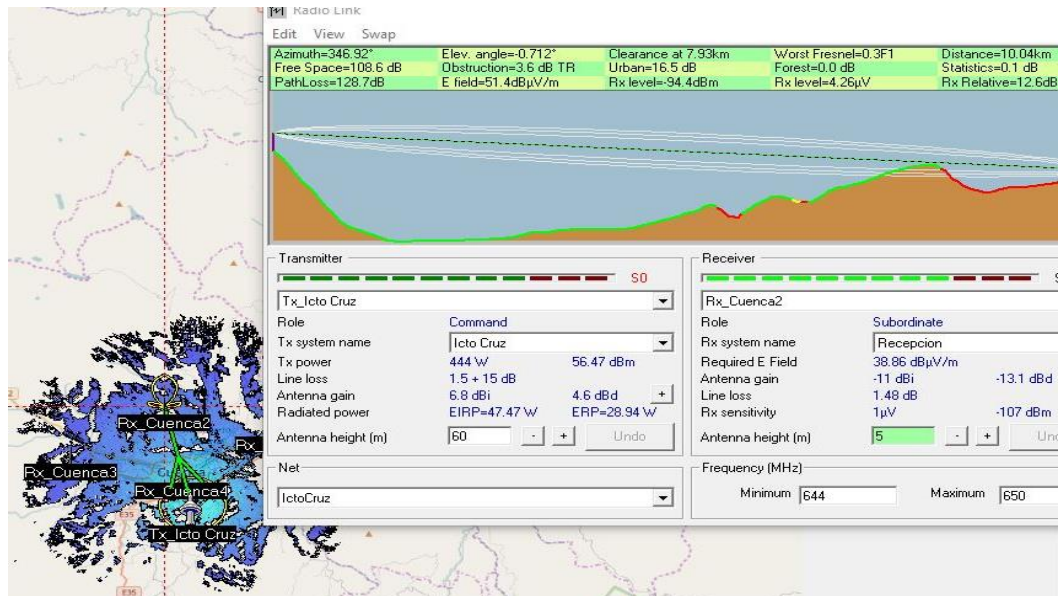 Radio Link
Edit View Swap
Azimuth=346.92° Elev. angle=-0.712° Clearance at 7.93km Worst Fresnel=0.3F1 Distance=10.04km
Free Space=108.6 dB Obstruction=3.6 dB TR Urban=16.5 dB Forest=0.0 dB Statistics=0.1 dB
PathLoss=128.7dB E field=51.4dBµV/m Rx level=-94.4dBm Rx level=4.26µV Rx Relative=12.6dB
Transmitter
S0
Tx_Icto Cruz
Role Command
Tx system name Icto Cruz
Tx power 444 W 56.47 dBm
Line loss 1.5 + 15 dB
Antenna gain 6.8 dBi 4.6 dBd +
Radiated power EIRP=47.47 W ERP=28.94 W
Antenna height (m) 60 - + Undo
Net
IctoCruz
Receiver
S
Rx_Cuenca2
Role Subordinate
Rx system name Recepcion
Required E Field 38.86 dBµV/m
Antenna gain -11 dBi -13.1 dBd
Line loss 1.48 dB
Rx sensitivity 1µV -107 dBm
Antenna height (m) 5 - +
Frequency (MHz)
Minimum 644 Maximum 650
Rx_Cuenca2
Rx
Rx_Cuenca3
Rx_Cuenca4
Tx_Icto Cruz
E35
E35